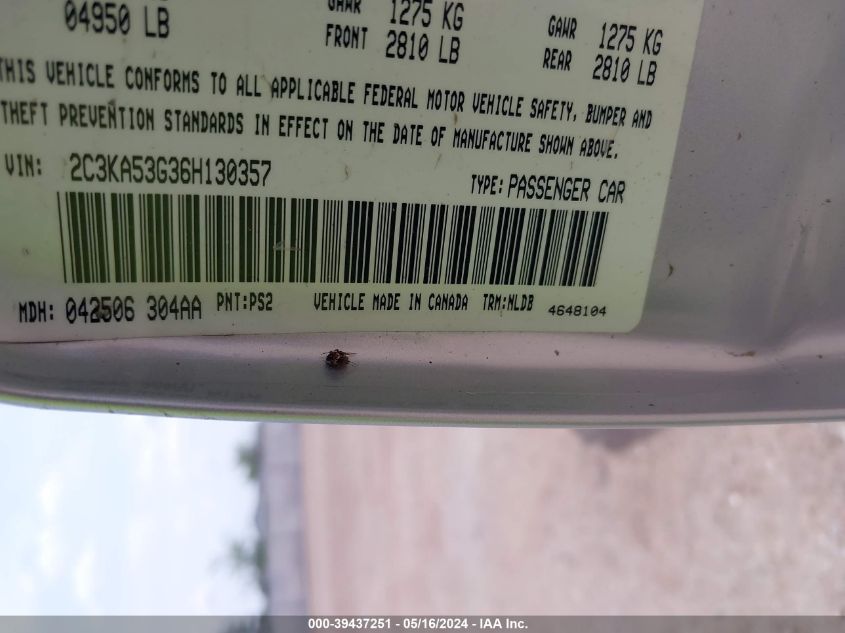 04950 LB
GAWR 1275 KG
FRONT 2810 LB
GAWR 1275 KG
REAR 2810 LB
THIS VEHICLE CONFORMS TO ALL APPLICABLE FEDERAL MOTOR VEHICLE SAFETY, BUMPER AND
THEFT PREVENTION STANDARDS IN EFFECT ON THE DATE OF MANUFACTURE SHOWN ABOVE.
VIN: 2C3KA53G36H130357
TYPE: PASSENGER CAR
MDH: 042506 304AA PNT:PS2 VEHICLE MADE IN CANADA TRM:NLDB 4648104
000-39437251 - 05/16/2024 - IAA Inc.